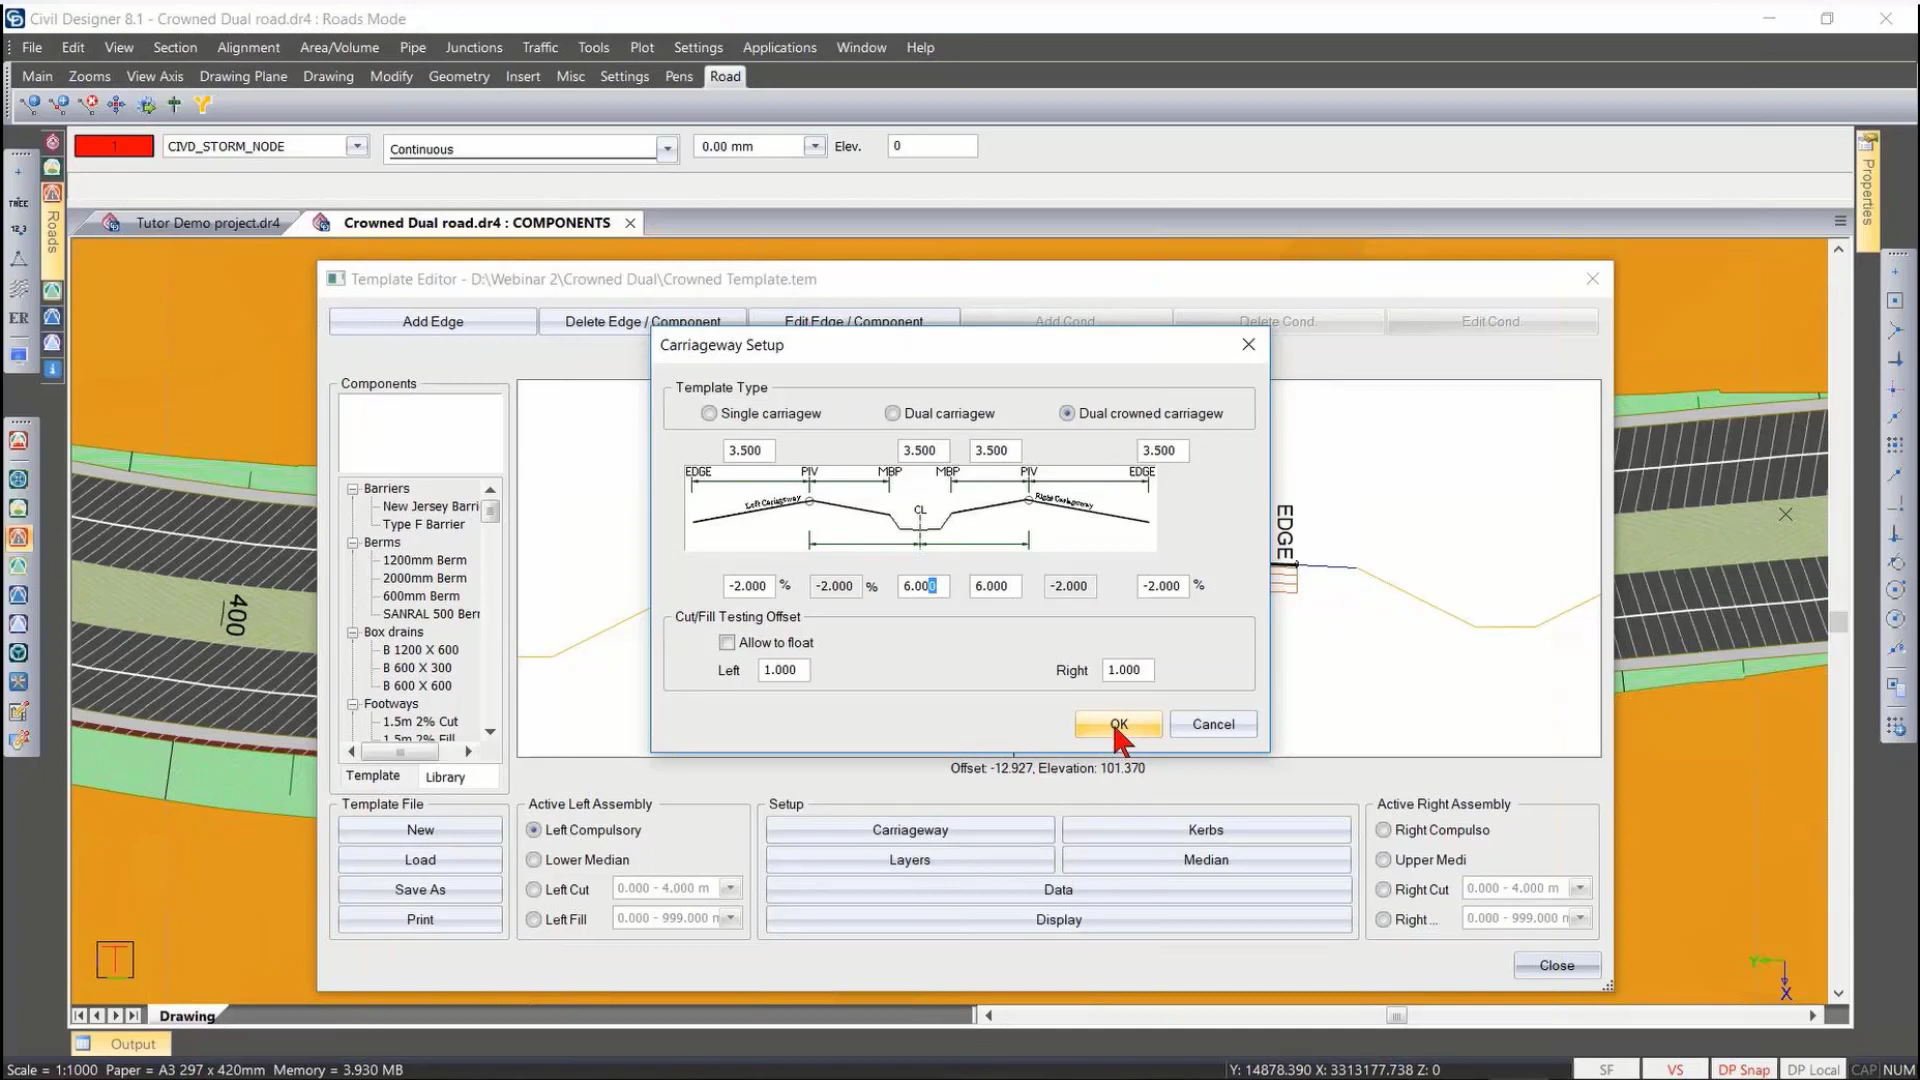 Civil Designer 8.1 - Crowned Dual road.dr4 : Roads Mode
File Edit View Section Alignment Area/Volume Pipe Junctions Traffic Tools Plot Settings Applications Window Help
Main Zooms View Axis Drawing Plane Drawing Modify Geometry Insert Misc Settings Pens Road
1 CIVD_STORM_NODE Continuous 0.00 mm Elev. 0
Tutor Demo project.dr4 Crowned Dual road.dr4 : COMPONENTS
Roads
Properties
TREE
123
ER
Template Editor - D:\Webinar 2\Crowned Dual\Crowned Template.tem
Add Edge Delete Edge / Component Edit Edge / Component Add Cond. Delete Cond. Edit Cond.
Carriageway Setup
Template Type
Single carriagew Dual carriagew Dual crowned carriagew
3.500 3.500 3.500 3.500
EDGE PIV MBP MBP PIV EDGE
Left Carriageway CL Right Carriageway
-2.000 % -2.000 % 6.000 6.000 -2.000 -2.000 %
Cut/Fill Testing Offset
Allow to float
Left 1.000 Right 1.000
OK Cancel
Components
Barriers
New Jersey Barri
Type F Barrier
Berms
1200mm Berm
2000mm Berm
600mm Berm
SANRAL 500 Berr
Box drains
B 1200 X 600
B 600 X 300
B 600 X 600
Footways
1.5m 2% Cut
1.5m 2% Fill
Template Library
EDGE
400
Offset: -12.927, Elevation: 101.370
Template File
New
Load
Save As
Print
Active Left Assembly
Left Compulsory
Lower Median
Left Cut 0.000 - 4.000 m
Left Fill 0.000 - 999.000 m
Setup
Carriageway Kerbs
Layers Median
Data
Display
Active Right Assembly
Right Compulso
Upper Medi
Right Cut 0.000 - 4.000 m
Right ... 0.000 - 999.000 m
Close
T
Y
X
Drawing
Output
Scale = 1:1000 Paper = A3 297 x 420mm Memory = 3.930 MB Y: 14878.390 X: 3313177.738 Z: 0 SF VS DP Snap DP Local CAP NUM